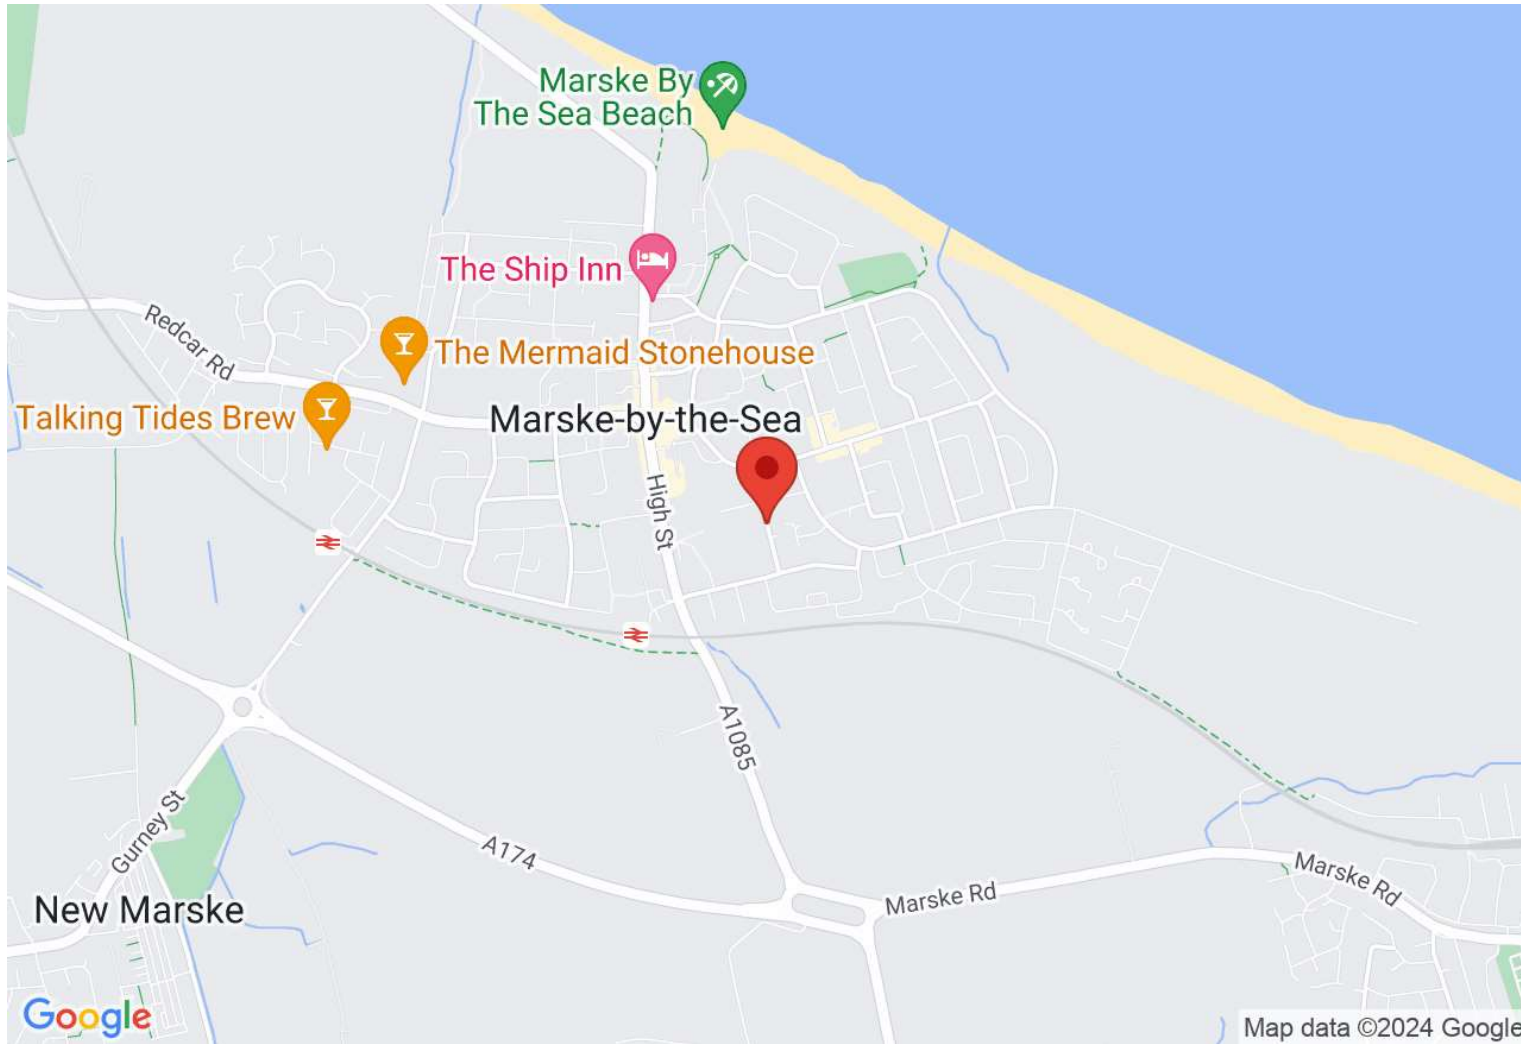 Marske By
The Sea Beach
The Ship Inn
Redcar Rd
The Mermaid Stonehouse
Talking Tides Brew
Marske-by-the-Sea
High St
A1085
Gurney St
A174
Marske Rd
Marske Rd
New Marske
Google
Map data ©2024 Google